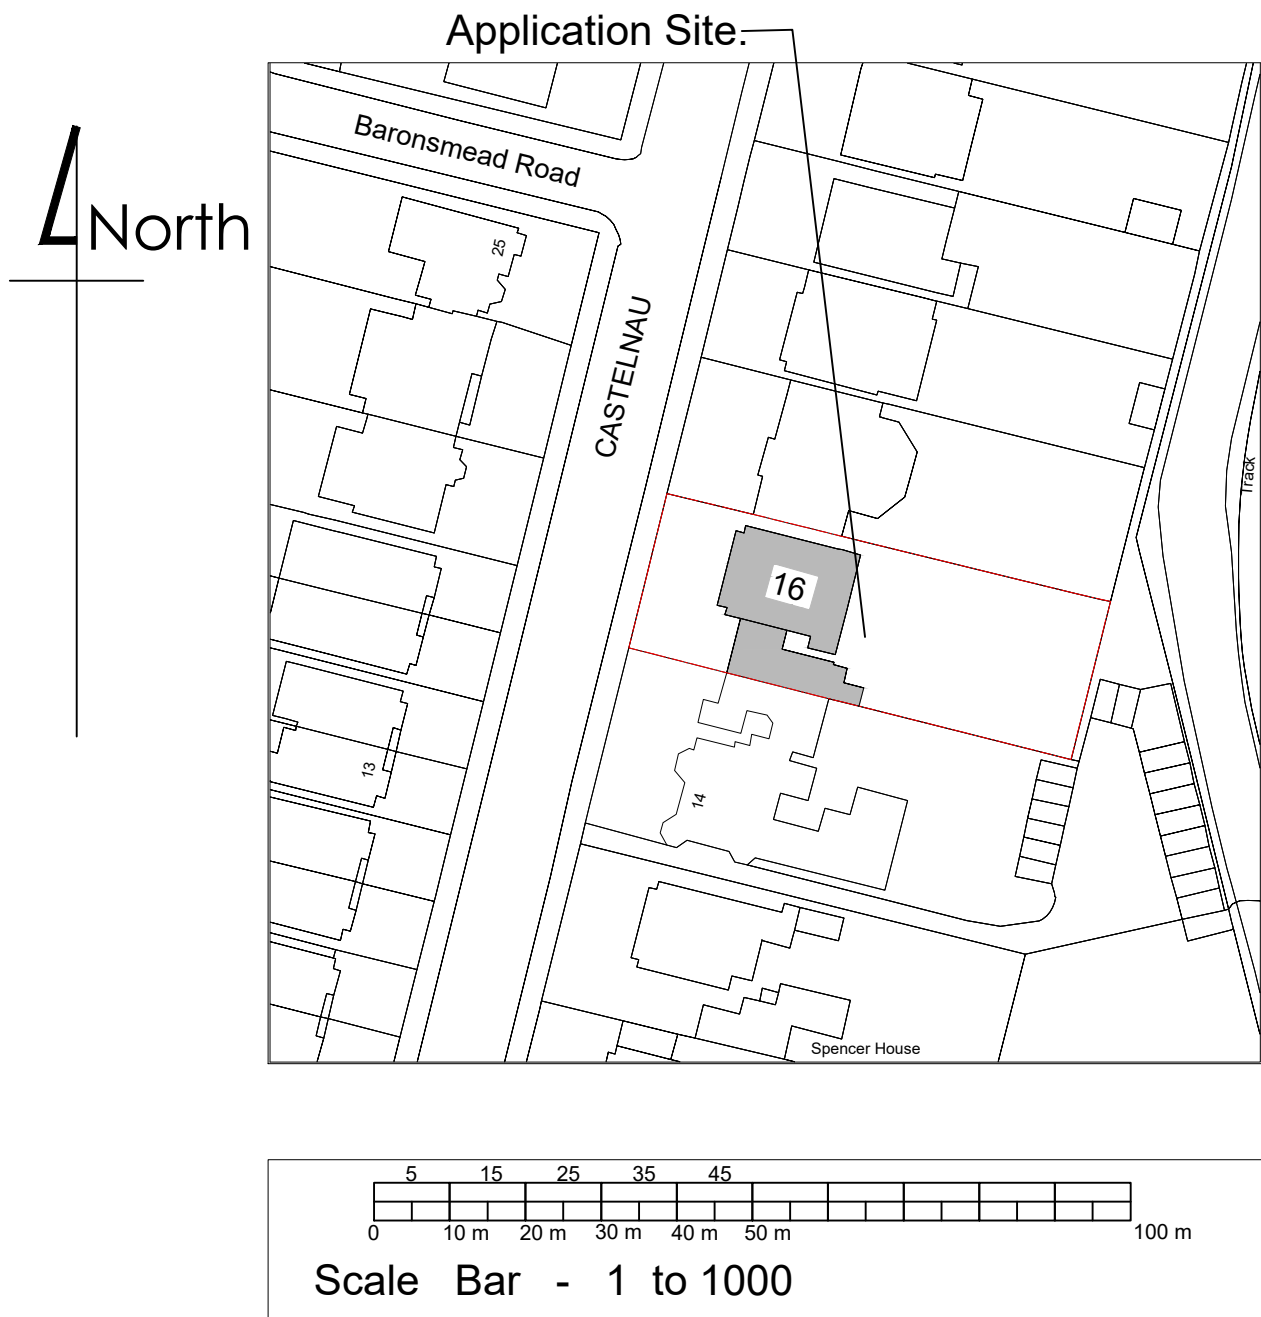 Application Site.
North
Baronsmead Road
25
CASTELNAU
Track
16
13
14
Spencer House
5 15 25 35 45
0 10 m 20 m 30 m 40 m 50 m 100 m
Scale Bar - 1 to 1000